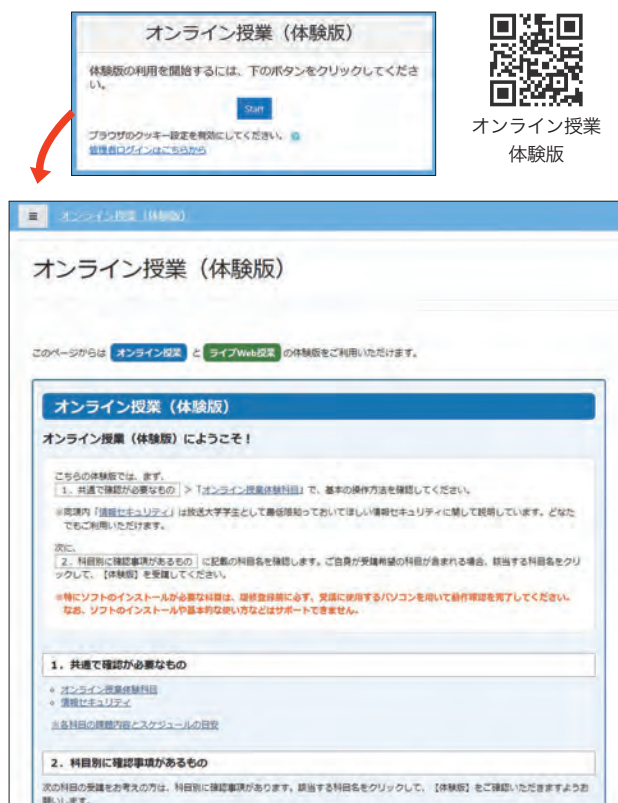 オンライン授業（体験版）
体験版の利用を開始するには、下のボタンをクリックしてくださ
い。
Start
ブラウザのクッキー設定を有効にしてください。
管理者ログインはこちらから
オンライン授業
体験版
オンライン授業（体験版）
オンライン授業（体験版）
このページからは オンライン授業 と ライブWeb授業 の体験版をご利用いただけます。
オンライン授業（体験版）
オンライン授業（体験版）にようこそ！
こちらの体験版では、まず、
1．共通で確認が必要なもの ＞「オンライン授業体験科目」で、基本の操作方法を確認してください。
※同項内「情報セキュリティ」は放送大学学生として最低限知っておいてほしい情報セキュリティに関して説明しています。どなた
でもご利用いただけます。
次に、
2．科目別に確認事項があるもの に記載の科目名を確認します。ご自身が受講希望の科目が含まれる場合、該当する科目名をクリ
ックして、【体験版】を受講してください。
※特にソフトのインストールが必要な科目は、履修登録前に必ず、受講に使用するパソコンを用いて動作確認を完了してください。
なお、ソフトのインストールや基本的な使い方などはサポートできません。
1．共通で確認が必要なもの
オンライン授業体験科目
情報セキュリティ
※各科目の課題内容とスケジュールの目安
2．科目別に確認事項があるもの
次の科目の受講をお考えの方は、科目別に確認事項があります。該当する科目名をクリックして、【体験版】をご確認いただきますようお
願いします。